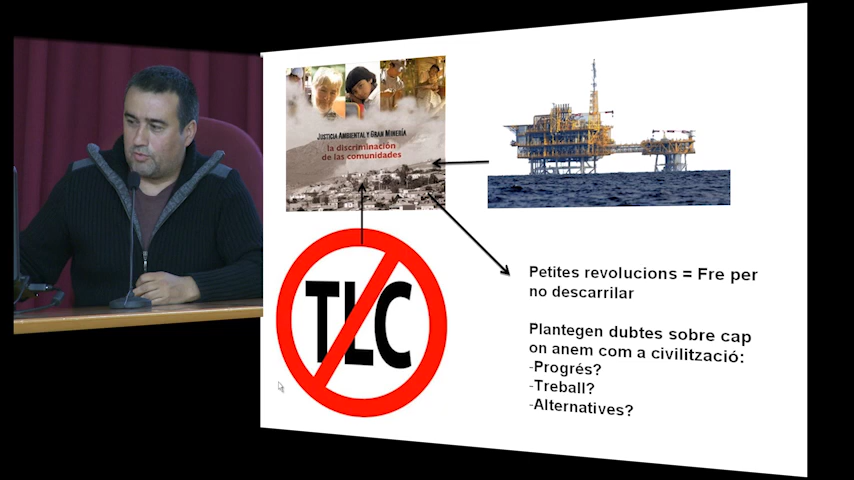 JUSTICIA AMBIENTAL Y GRAN MINERÍA
la discriminación
de las comunidades
TLC
Petites revolucions = Fre per
no descarrilar
Plantegen dubtes sobre cap
on anem com a civilització:
-Progrés?
-Treball?
-Alternatives?